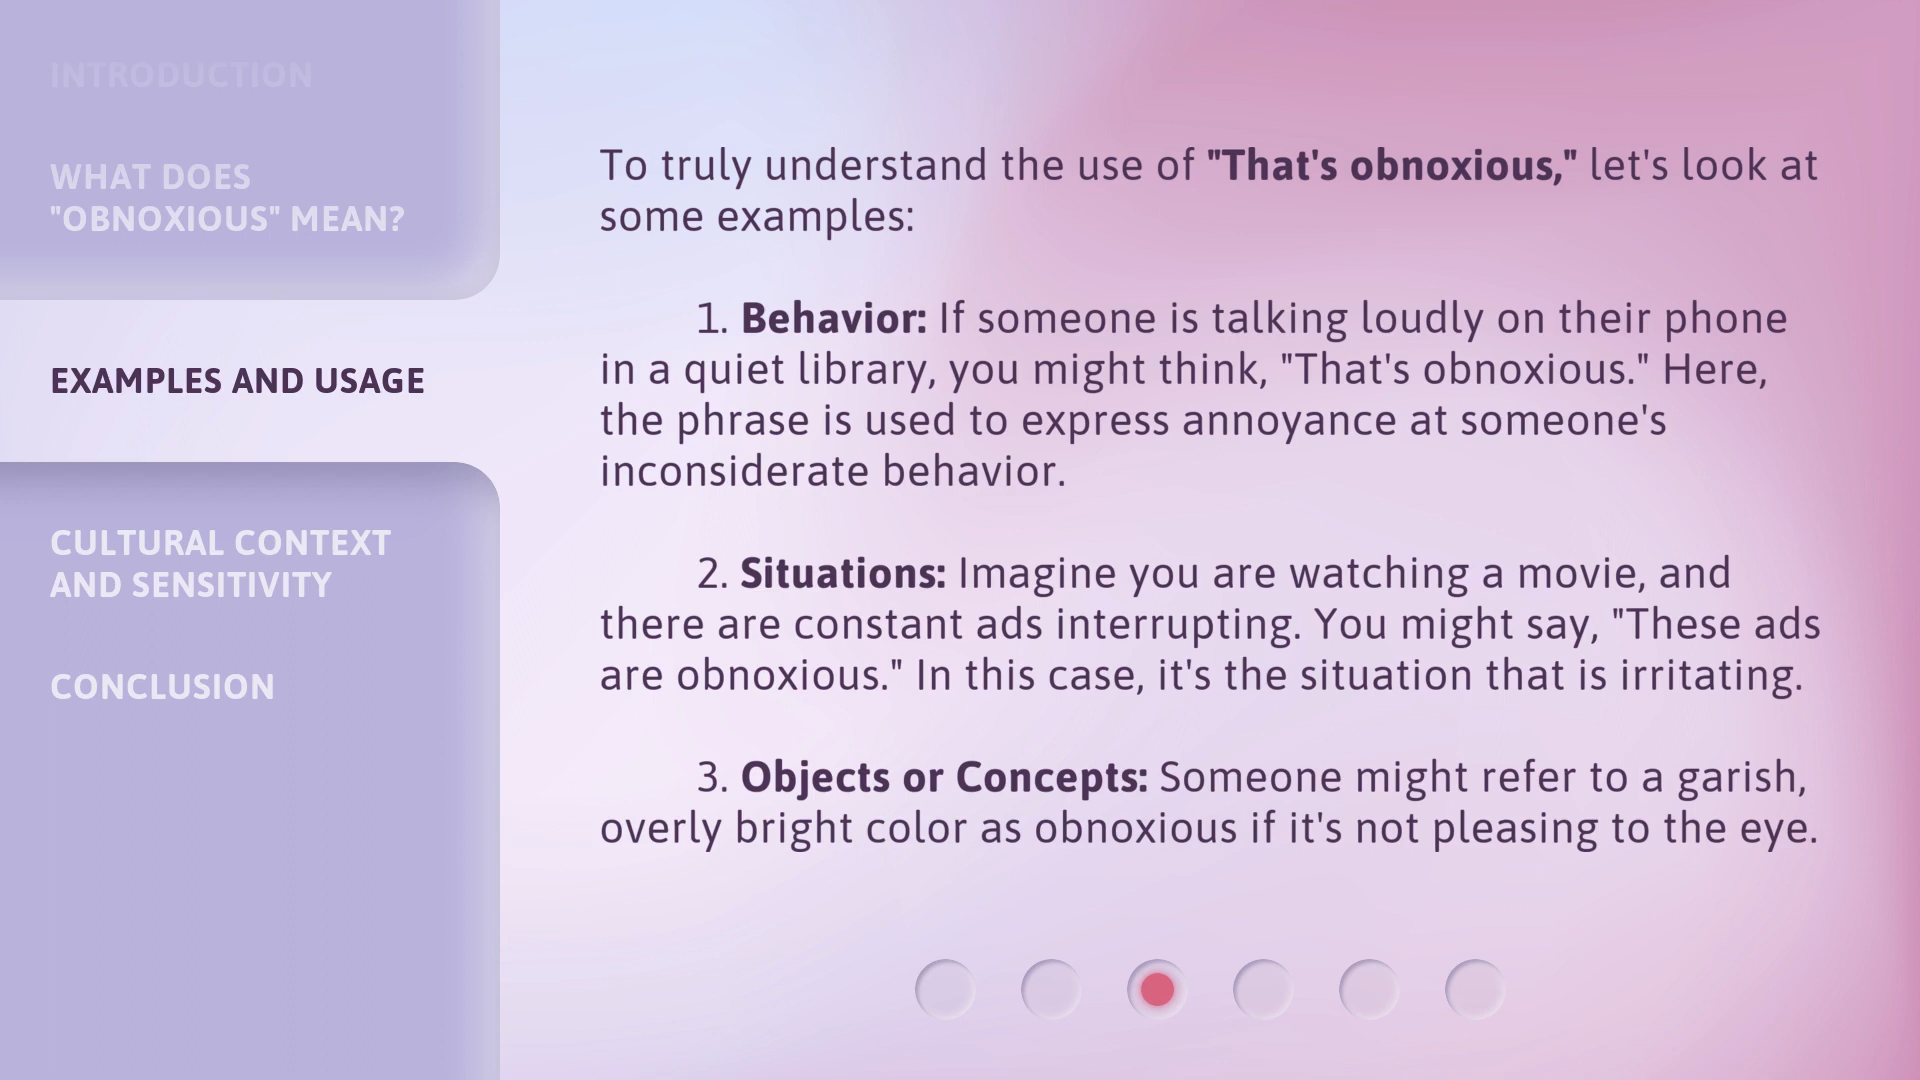 INTRODUCTION
WHAT DOES
"OBNOXIOUS" MEAN?
EXAMPLES AND USAGE
CULTURAL CONTEXT
AND SENSITIVITY
CONCLUSION
To truly understand the use of "That's obnoxious," let's look at
some examples:
1. Behavior: If someone is talking loudly on their phone
in a quiet library, you might think, "That's obnoxious." Here,
the phrase is used to express annoyance at someone's
inconsiderate behavior.
2. Situations: Imagine you are watching a movie, and
there are constant ads interrupting. You might say, "These ads
are obnoxious." In this case, it's the situation that is irritating.
3. Objects or Concepts: Someone might refer to a garish,
overly bright color as obnoxious if it's not pleasing to the eye.